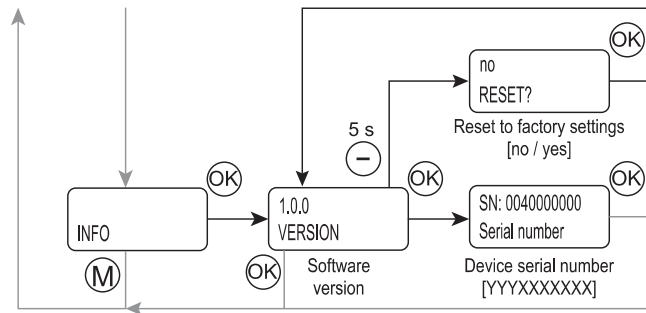 OK
no
RESET?
Reset to factory settings
[no / yes]
5 s
−
OK
OK
OK
INFO
1.0.0
VERSION
SN: 0040000000
Serial number
M
OK
Software
version
Device serial number
[YYYXXXXXXX]